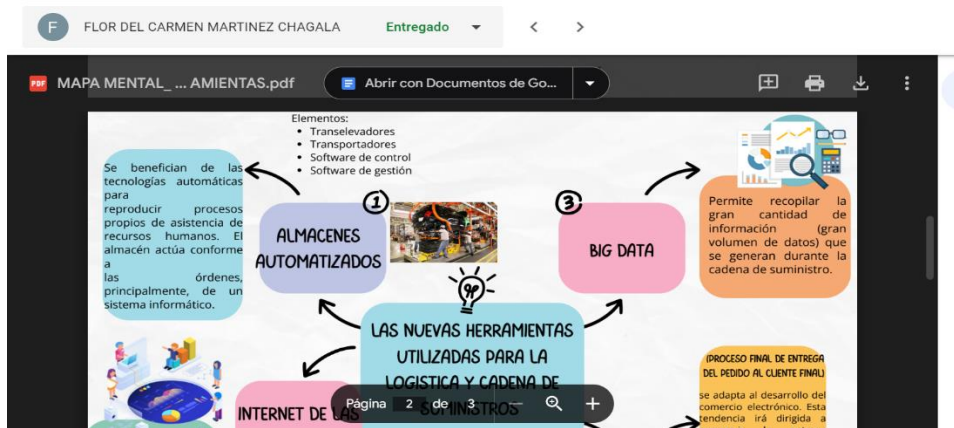 F FLOR DEL CARMEN MARTINEZ CHAGALA Entregado
PDF MAPA MENTAL_ ... AMIENTAS.pdf Abrir con Documentos de Go...
Elementos:
• Transelevadores
• Transportadores
• Software de control
• Software de gestión
Se benefician de las
tecnologías automáticas
para
reproducir procesos
propios de asistencia de
recursos humanos. El
almacén actúa conforme
a
las órdenes,
principalmente, de un
sistema informático.
1
ALMACENES
AUTOMATIZADOS
3
BIG DATA
Permite recopilar la
gran cantidad de
información (gran
volumen de datos) que
se generan durante la
cadena de suministro.
LAS NUEVAS HERRAMIENTAS
UTILIZADAS PARA LA
LOGISTICA Y CADENA DE
SUMINISTROS
INTERNET DE LAS
Página 2 de 3
(PROCESO FINAL DE ENTREGA
DEL PEDIDO AL CLIENTE FINAL)
se adapta al desarrollo del
comercio electrónico. Esta
tendencia irá dirigida a